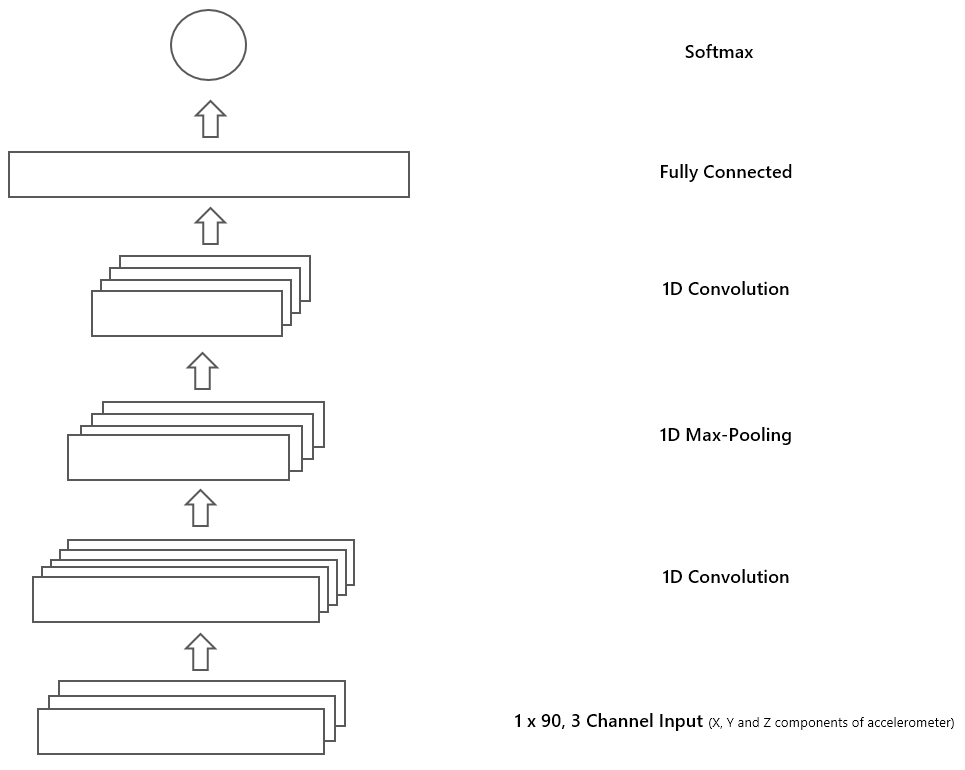 Softmax
Fully Connected
1D Convolution
1D Max-Pooling
1D Convolution
1 x 90, 3 Channel Input (X, Y and Z components of accelerometer)